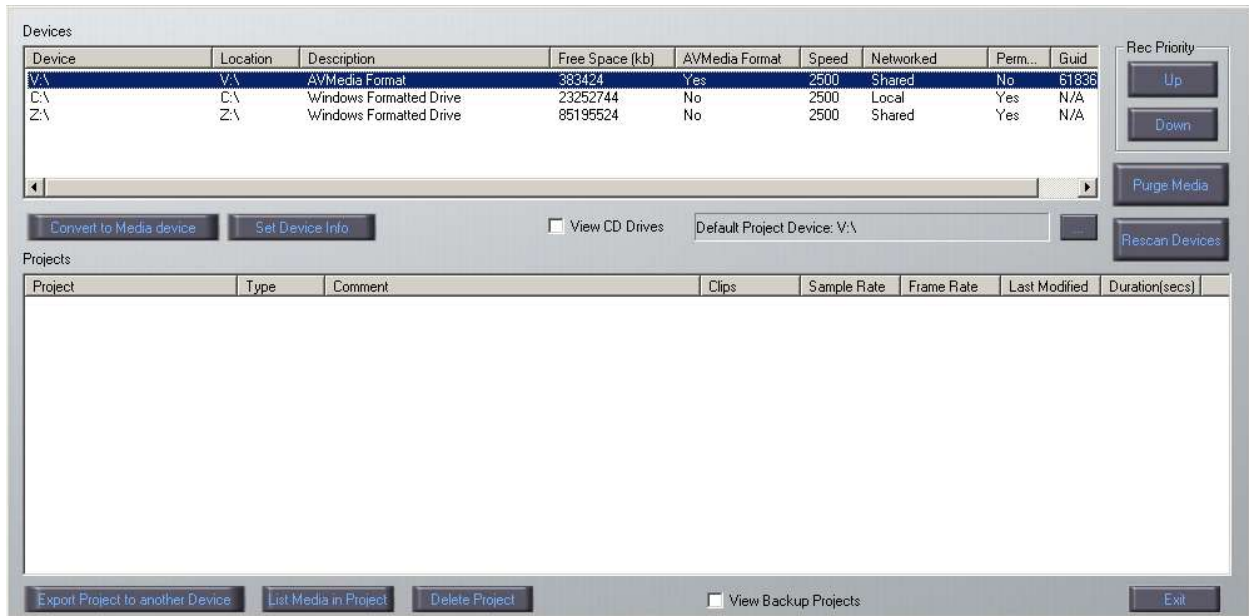 Devices
Device Location Description Free Space (kb) AVMedia Format Speed Networked Perm... Guid
V:\ V:\ AVMedia Format 383424 Yes 2500 Shared No 61836
C:\ C:\ Windows Formatted Drive 23252744 No 2500 Local Yes N/A
Z:\ Z:\ Windows Formatted Drive 85195524 No 2500 Shared Yes N/A
Rec Priority
Up
Down
Purge Media
Convert to Media device Set Device Info View CD Drives Default Project Device: V:\ ...
Rescan Devices
Projects
Project Type Comment Clips Sample Rate Frame Rate Last Modified Duration(secs)
Export Project to another Device List Media in Project Delete Project View Backup Projects Exit